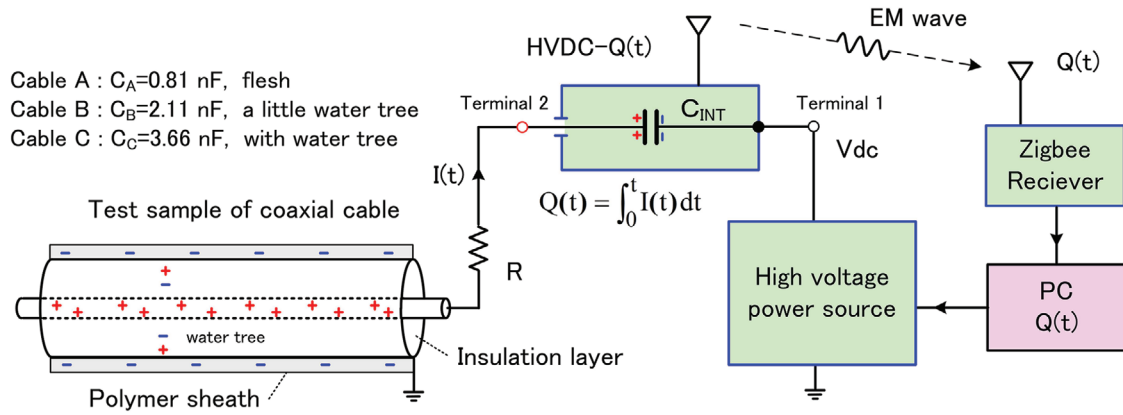 EM wave
HVDC-Q(t)
Q(t)
Cable A : C_A=0.81 nF, flesh
Cable B : C_B=2.11 nF, a little water tree
Cable C : C_C=3.66 nF, with water tree
Terminal 2
C_INT
Terminal 1
Vdc
Zigbee
Reciever
I(t)
Q(t) = ∫_0^t I(t) dt
Test sample of coaxial cable
R
High voltage
power source
PC
Q(t)
water tree
Insulation layer
Polymer sheath